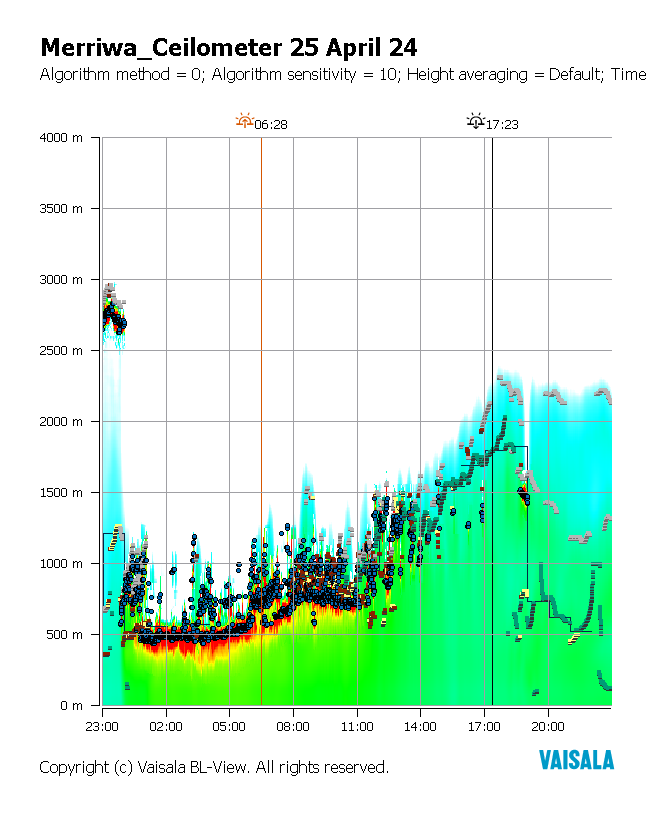 Merriwa_Ceilometer 25 April 24
Algorithm method = 0; Algorithm sensitivity = 10; Height averaging = Default; Time
06:28 17:23
4000 m
3500 m
3000 m
2500 m
2000 m
1500 m
1000 m
500 m
0 m
23:00 02:00 05:00 08:00 11:00 14:00 17:00 20:00
Copyright (c) Vaisala BL-View. All rights reserved.
VAISALA